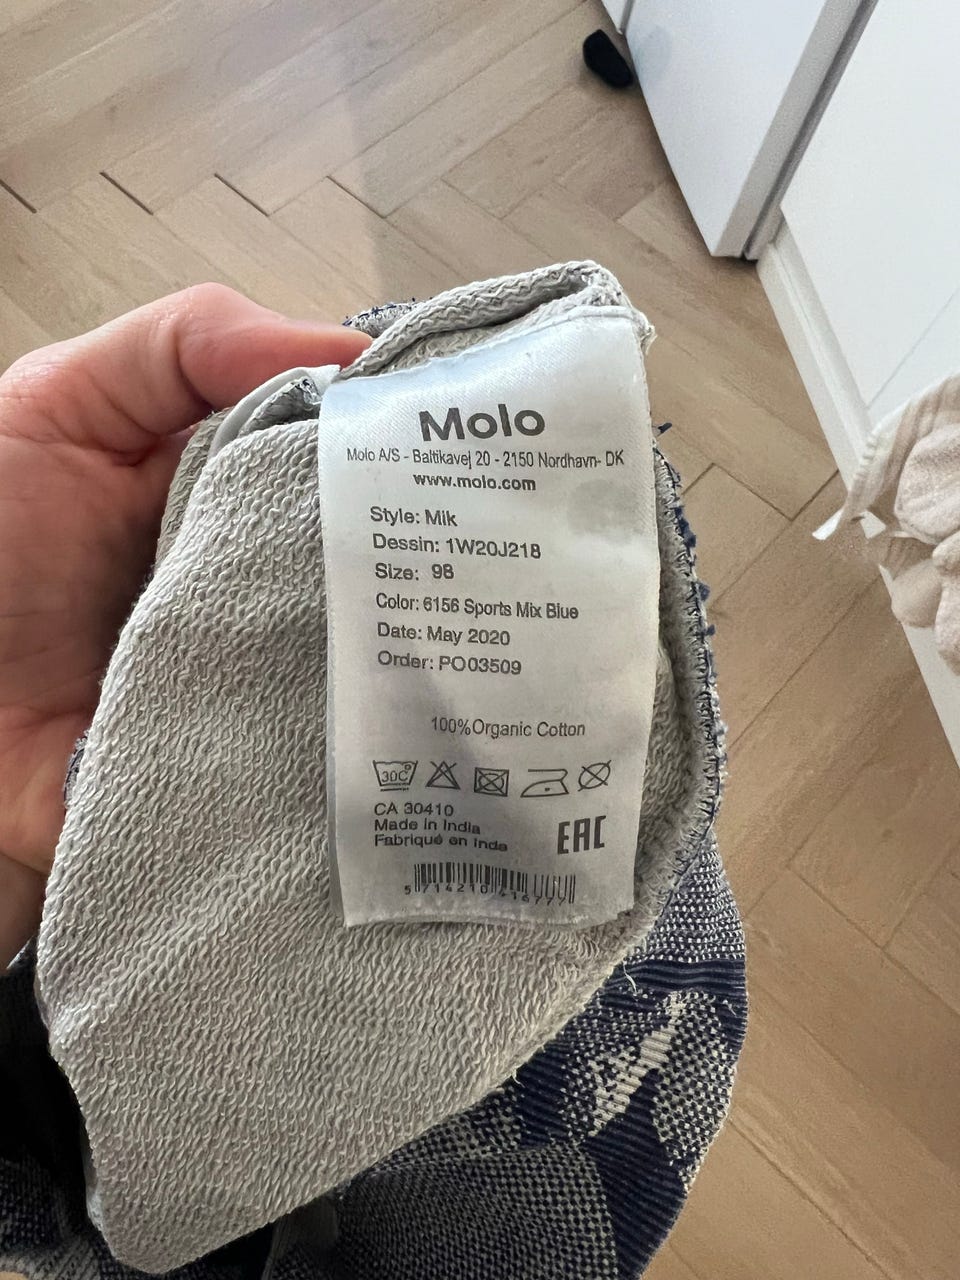 Molo
Molo A/S - Baltikavej 20 - 2150 Nordhavn- DK
www.molo.com
Style: Mik
Dessin: 1W20J218
Size: 98
Color: 6156 Sports Mix Blue
Date: May 2020
Order: PO03509
100%Organic Cotton
30C
CA 30410
Made in India
Fabriqué en Inde
EAC